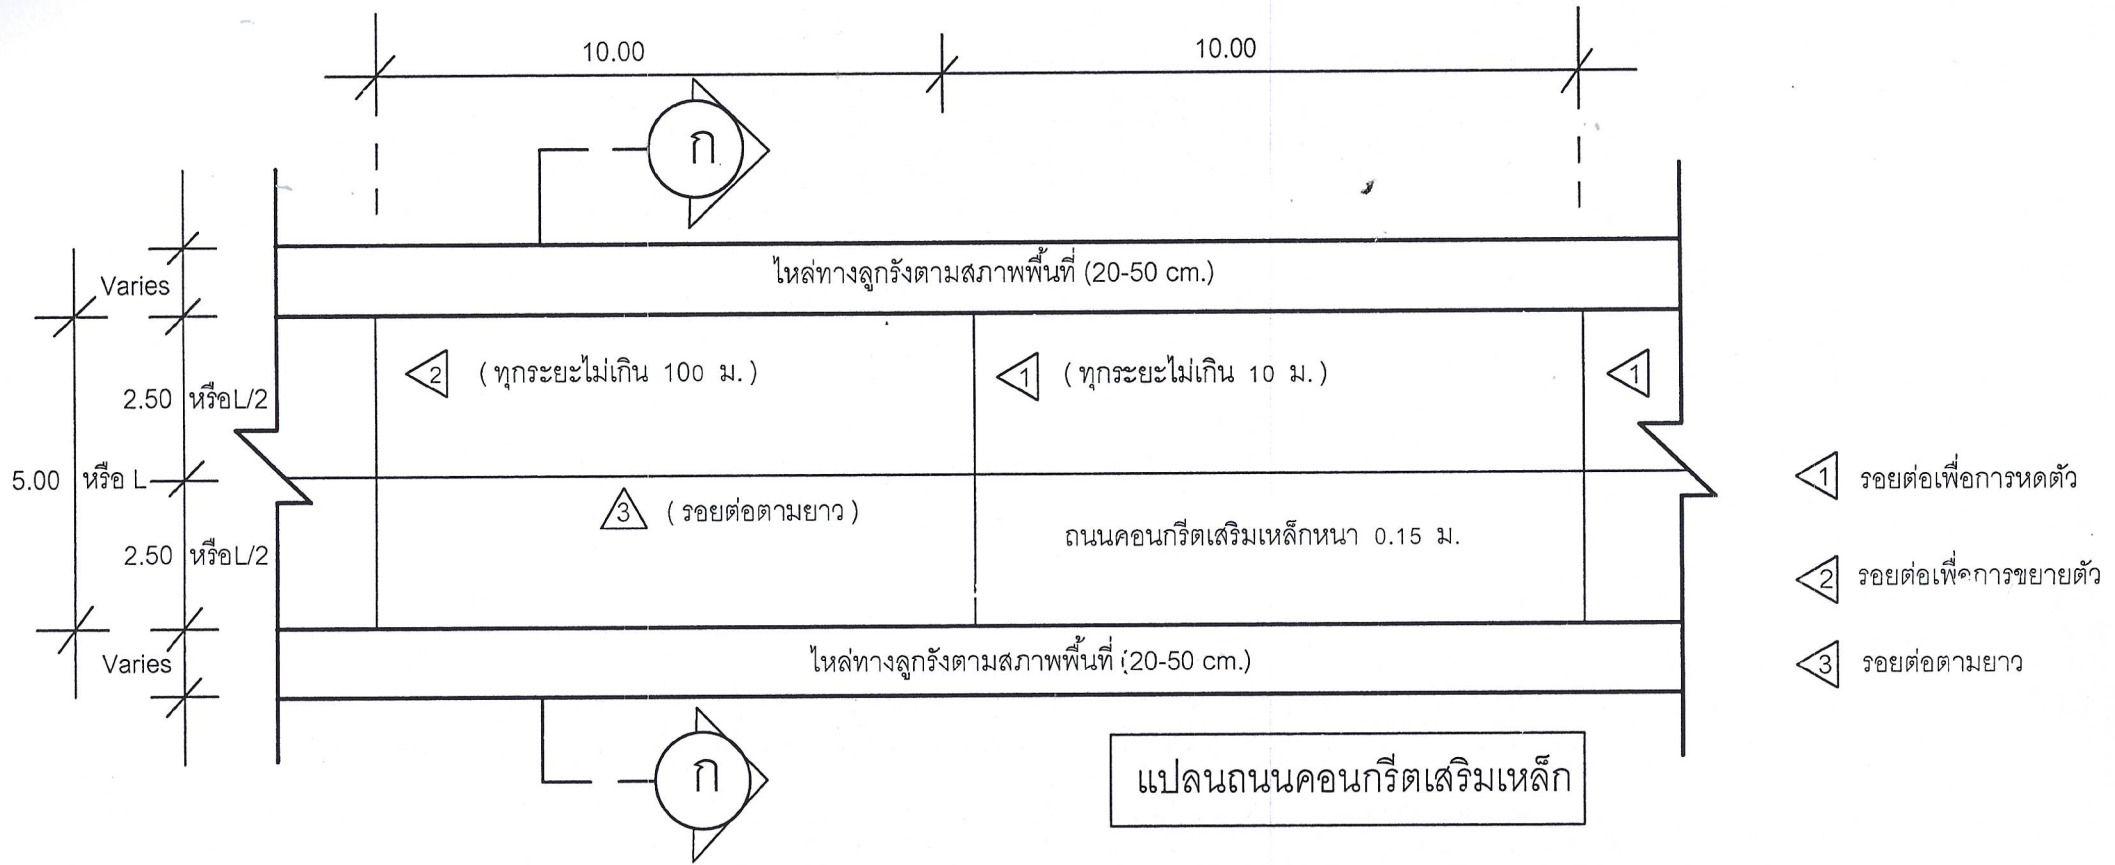 10.00
10.00
ก
ไหล่ทางลูกรังตามสภาพพื้นที่ (20-50 cm.)
Varies
2 (ทุกระยะไม่เกิน 100 ม.)
1 (ทุกระยะไม่เกิน 10 ม.)
1
2.50 หรือL/2
5.00 หรือ L
1 รอยต่อเพื่อการหดตัว
3 (รอยต่อตามยาว)
ถนนคอนกรีตเสริมเหล็กหนา 0.15 ม.
2.50 หรือL/2
2 รอยต่อเพื่อการขยายตัว
Varies
ไหล่ทางลูกรังตามสภาพพื้นที่ (20-50 cm.)
3 รอยต่อตามยาว
ก
แปลนถนนคอนกรีตเสริมเหล็ก